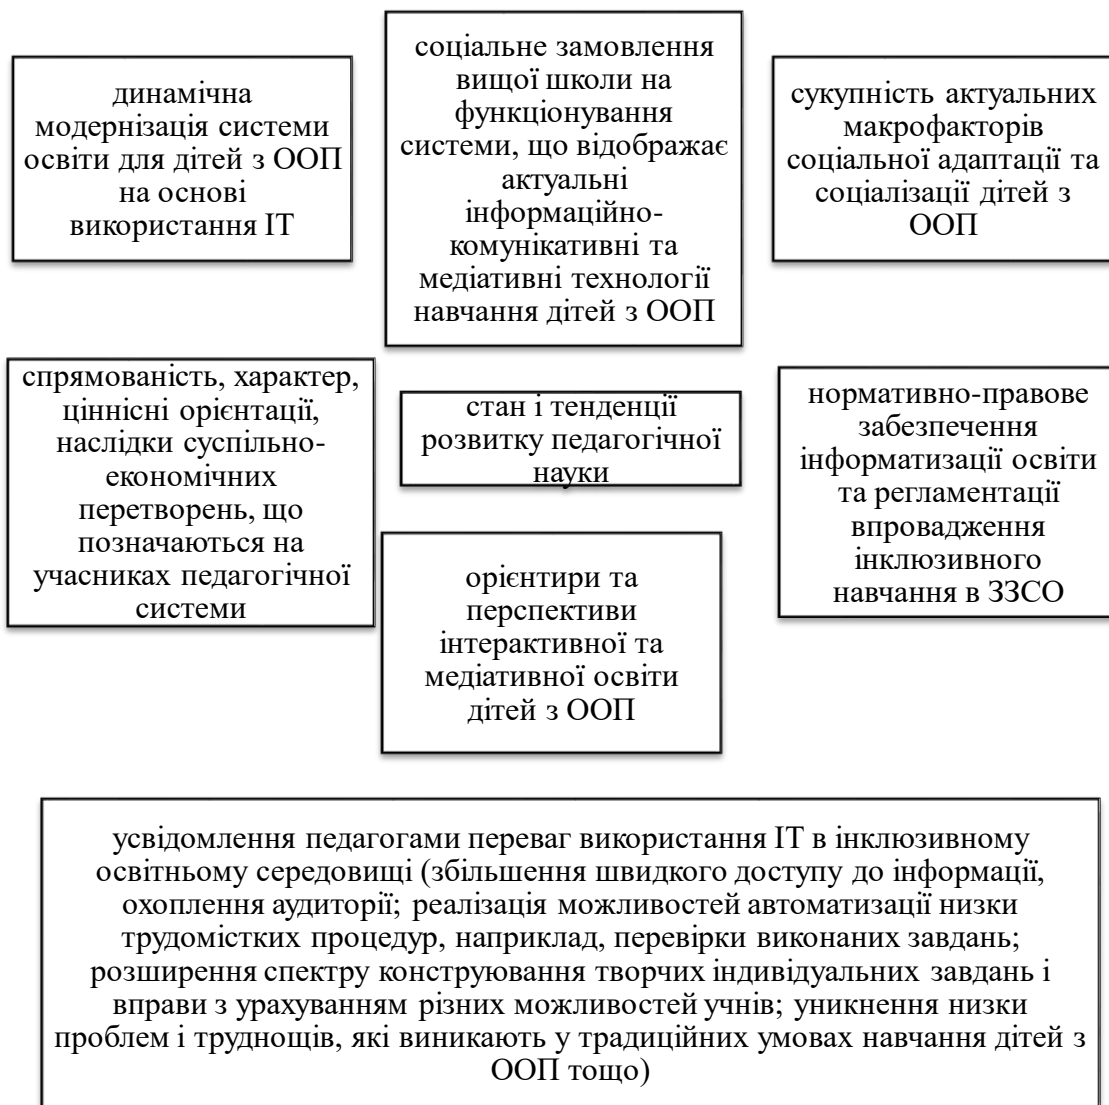 динамічна
модернізація системи
освіти для дітей з ООП
на основі
використання ІТ
соціальне замовлення
вищої школи на
функціонування
системи, що відображає
актуальні
інформаційно-
комунікативні та
медіативні технології
навчання дітей з ООП
сукупність актуальних
макрофакторів
соціальної адаптації та
соціалізації дітей з
ООП
спрямованість, характер,
ціннісні орієнтації,
наслідки суспільно-
економічних
перетворень, що
позначаються на
учасниках педагогічної
системи
стан і тенденції
розвитку педагогічної
науки
нормативно-правове
забезпечення
інформатизації освіти
та регламентації
впровадження
інклюзивного
навчання в ЗЗСО
орієнтири та
перспективи
інтерактивної та
медіативної освіти
дітей з ООП
усвідомлення педагогами переваг використання ІТ в інклюзивному
освітньому середовищі (збільшення швидкого доступу до інформації,
охоплення аудиторії; реалізація можливостей автоматизації низки
трудомістких процедур, наприклад, перевірки виконаних завдань;
розширення спектру конструювання творчих індивідуальних завдань і
вправи з урахуванням різних можливостей учнів; уникнення низки
проблем і труднощів, які виникають у традиційних умовах навчання дітей з
ООП тощо)